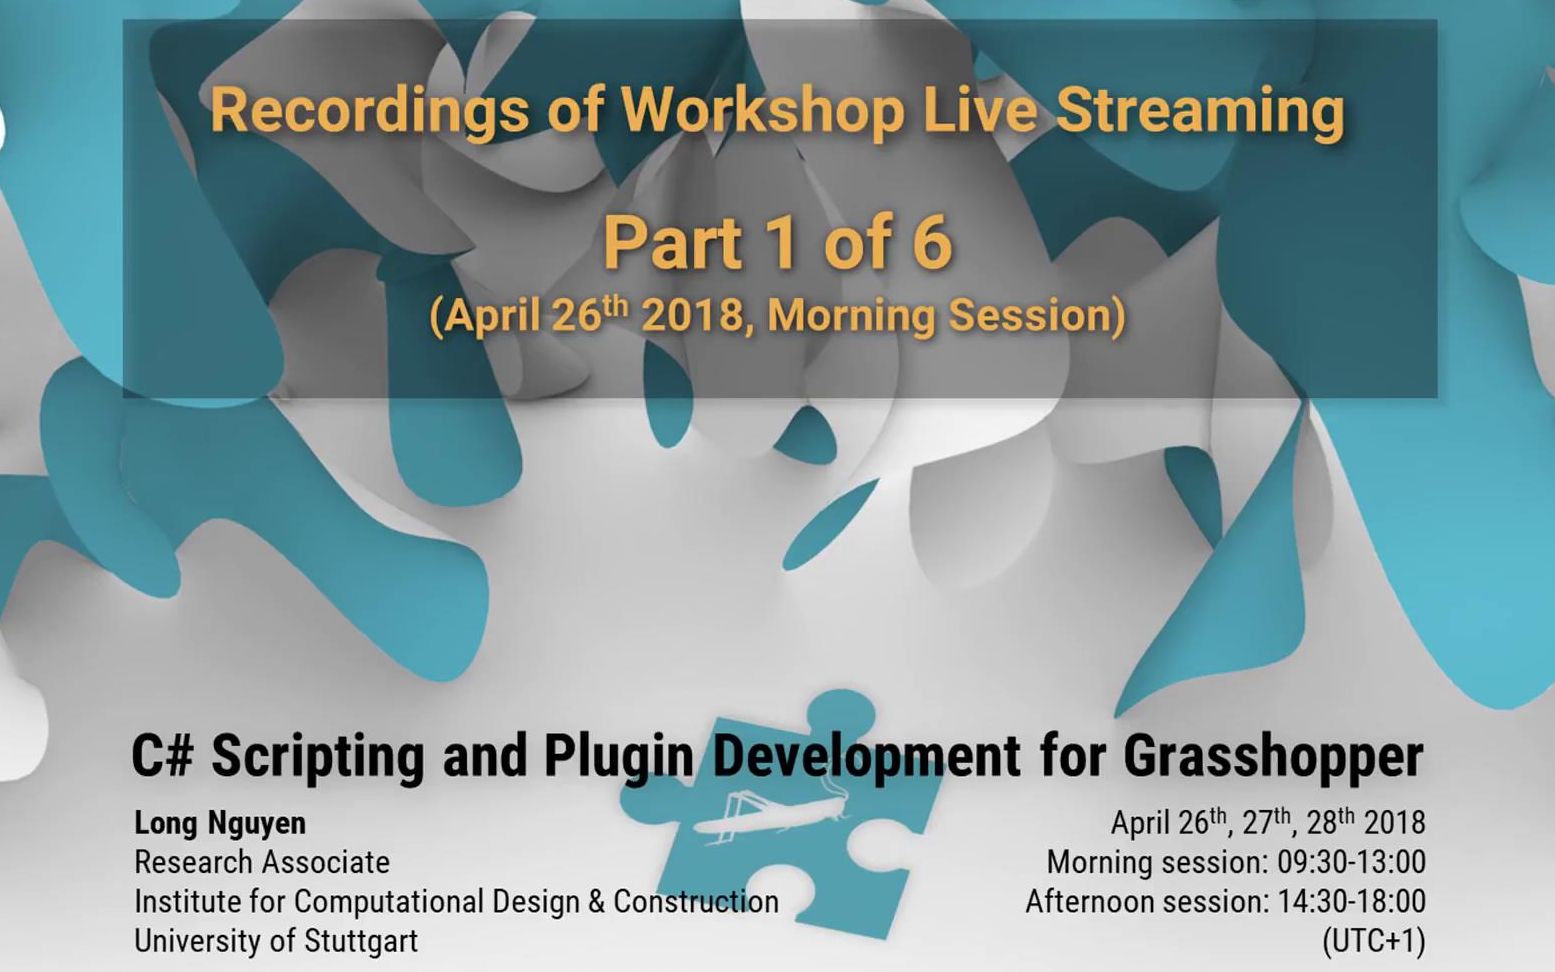 Recordings of Workshop Live Streaming
Part 1 of 6
(April 26th 2018, Morning Session)
C# Scripting and Plugin Development for Grasshopper
Long Nguyen
Research Associate
Institute for Computational Design & Construction
University of Stuttgart
April 26th, 27th, 28th 2018
Morning session: 09:30-13:00
Afternoon session: 14:30-18:00
(UTC+1)